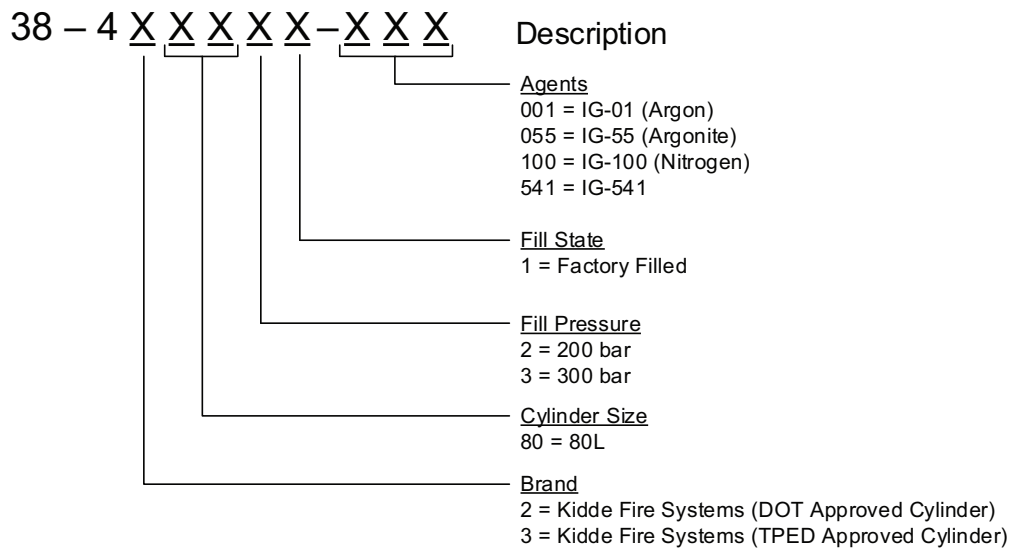 38 – 4 X X X X X – X X X Description
Agents
001 = IG-01 (Argon)
055 = IG-55 (Argonite)
100 = IG-100 (Nitrogen)
541 = IG-541
Fill State
1 = Factory Filled
Fill Pressure
2 = 200 bar
3 = 300 bar
Cylinder Size
80 = 80L
Brand
2 = Kidde Fire Systems (DOT Approved Cylinder)
3 = Kidde Fire Systems (TPED Approved Cylinder)